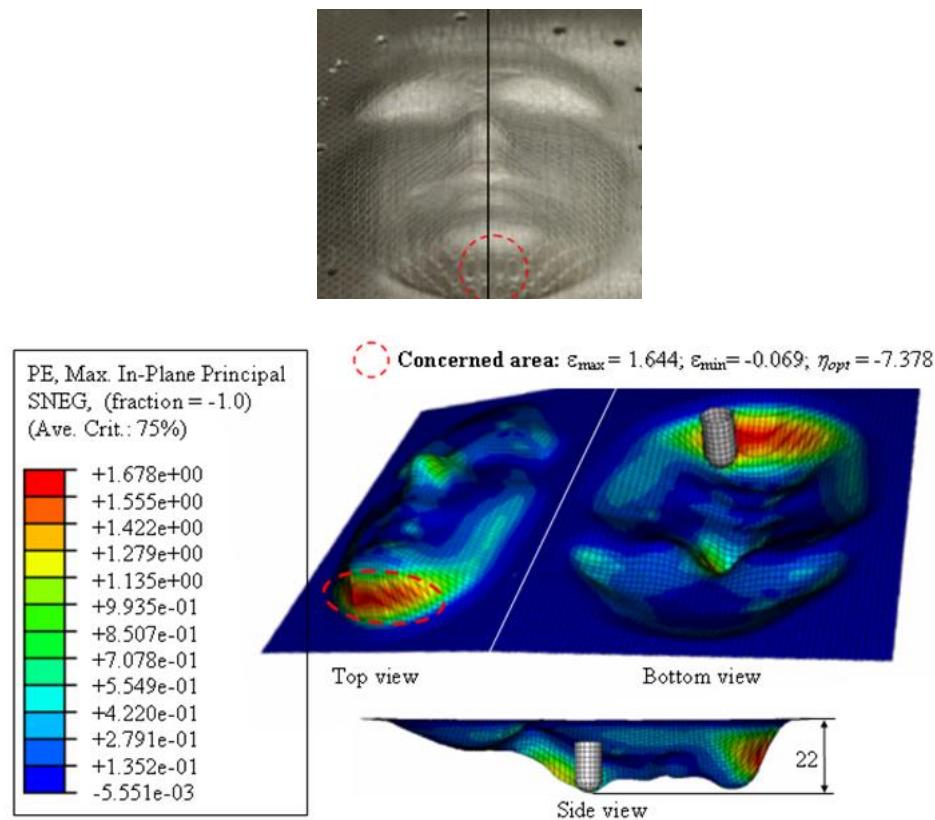 Concerned area: εmax = 1.644; εmin= -0.069; ηopt = -7.378
PE, Max. In-Plane Principal
SNEG, (fraction = -1.0)
(Ave. Crit.: 75%)
+1.678e+00
+1.555e+00
+1.422e+00
+1.279e+00
+1.135e+00
+9.935e-01
+8.507e-01
+7.078e-01
+5.549e-01
+4.220e-01
+2.791e-01
+1.352e-01
-5.551e-03
Top view
Bottom view
22
Side view